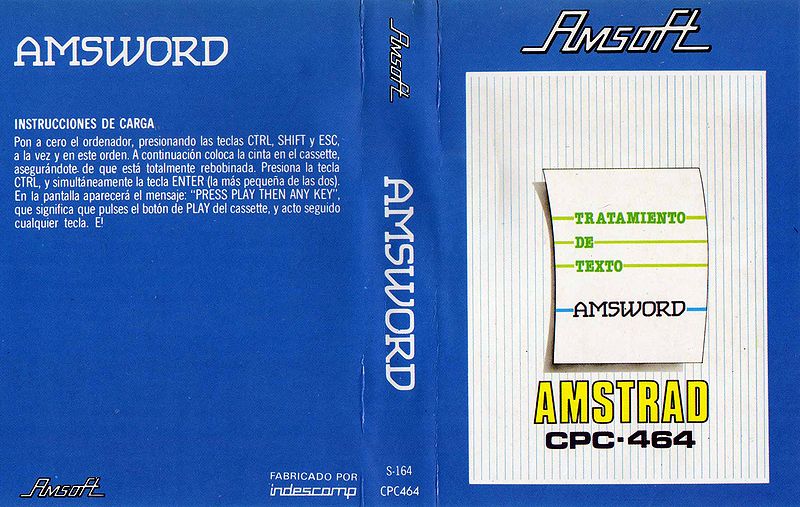 AMSWORD
INSTRUCCIONES DE CARGA
Pon a cero el ordenador, presionando las teclas CTRL, SHIFT y ESC,
a la vez y en este orden. A continuación coloca la cinta en el cassette,
asegurándote de que está totalmente rebobinada. Presiona la tecla
CTRL, y simultáneamente la tecla ENTER (la más pequeña de las dos).
En la pantalla aparecerá el mensaje: "PRESS PLAY THEN ANY KEY",
que significa que pulses el botón de PLAY del cassette, y acto seguido
cualquier tecla. E!
Amsoft
FABRICADO POR
indescomp
Amsoft
AMSWORD
S-164
CPC464
Amsoft
TRATAMIENTO
DE
TEXTO
AMSWORD
AMSTRAD
CPC-464